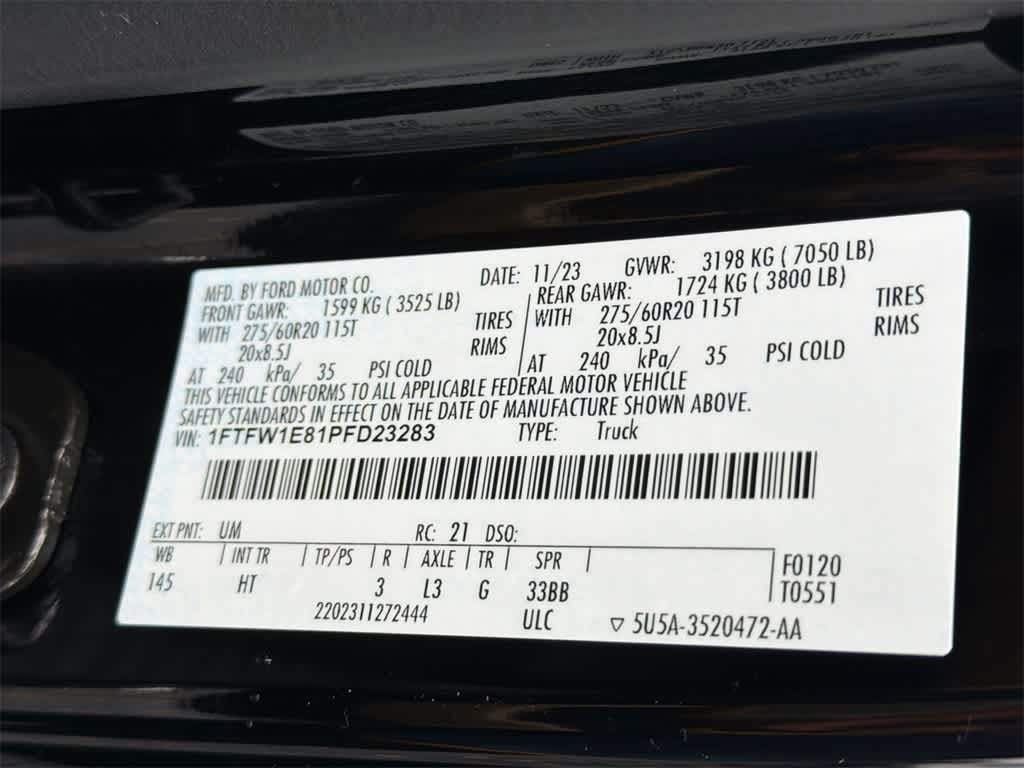 MFD. BY FORD MOTOR CO. DATE: 11/23 GVWR: 3198 KG ( 7050 LB)
FRONT GAWR: 1599 KG ( 3525 LB) REAR GAWR: 1724 KG ( 3800 LB)
WITH 275/60R20 115T TIRES WITH 275/60R20 115T TIRES
20x8.5J RIMS 20x8.5J RIMS
AT 240 kPa/ 35 PSI COLD AT 240 kPa/ 35 PSI COLD
THIS VEHICLE CONFORMS TO ALL APPLICABLE FEDERAL MOTOR VEHICLE
SAFETY STANDARDS IN EFFECT ON THE DATE OF MANUFACTURE SHOWN ABOVE.
VIN: 1FTFW1E81PFD23283 TYPE: Truck
EXT PNT: UM RC: 21 DSO:
WB | INT TR | TP/PS | R | AXLE | TR | SPR | F0120
145 HT 3 L3 G 33BB T0551
2202311272444 ULC ▽ 5U5A-3520472-AA